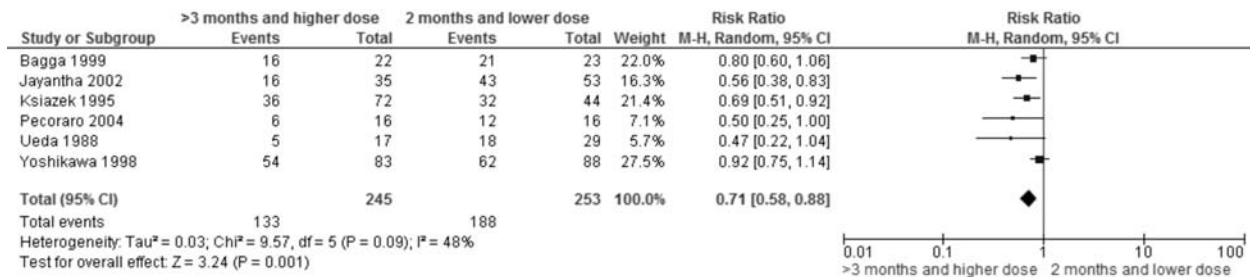 >3 months and higher dose 2 months and lower dose Risk Ratio Risk Ratio
Study or Subgroup Events Total Events Total Weight M-H, Random, 95% CI M-H, Random, 95% CI
Bagga 1999 16 22 21 23 22.0% 0.80 [0.60, 1.06]
Jayantha 2002 16 35 43 53 16.3% 0.56 [0.38, 0.83]
Ksiazek 1995 36 72 32 44 21.4% 0.69 [0.51, 0.92]
Pecoraro 2004 6 16 12 16 7.1% 0.50 [0.25, 1.00]
Ueda 1988 5 17 18 29 5.7% 0.47 [0.22, 1.04]
Yoshikawa 1998 54 83 62 88 27.5% 0.92 [0.75, 1.14]
Total (95% CI) 245 253 100.0% 0.71 [0.58, 0.88]
Total events 133 188
Heterogeneity: Tau² = 0.03; Chi² = 9.57, df = 5 (P = 0.09); I² = 48%
Test for overall effect: Z = 3.24 (P = 0.001)
0.01 0.1 1 10 100
>3 months and higher dose 2 months and lower dose